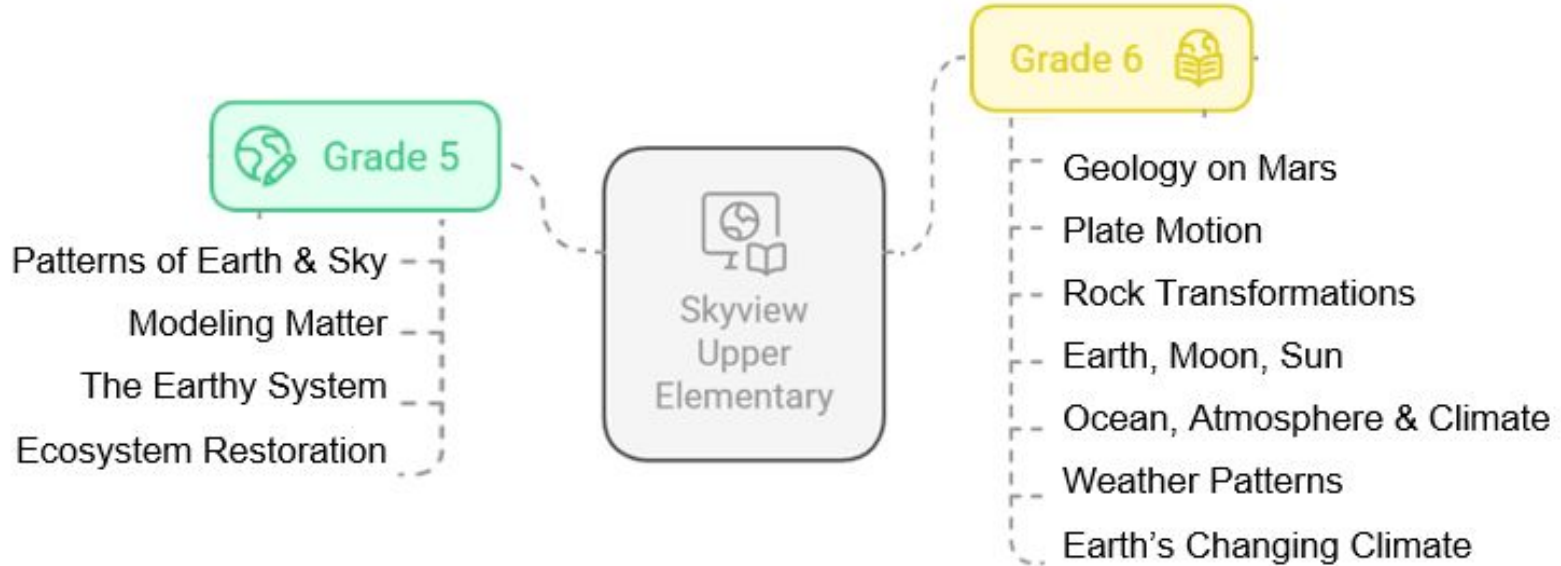 Grade 5
Patterns of Earth & Sky
Modeling Matter
The Earthy System
Ecosystem Restoration
Skyview
Upper
Elementary
Grade 6
Geology on Mars
Plate Motion
Rock Transformations
Earth, Moon, Sun
Ocean, Atmosphere & Climate
Weather Patterns
Earth’s Changing Climate